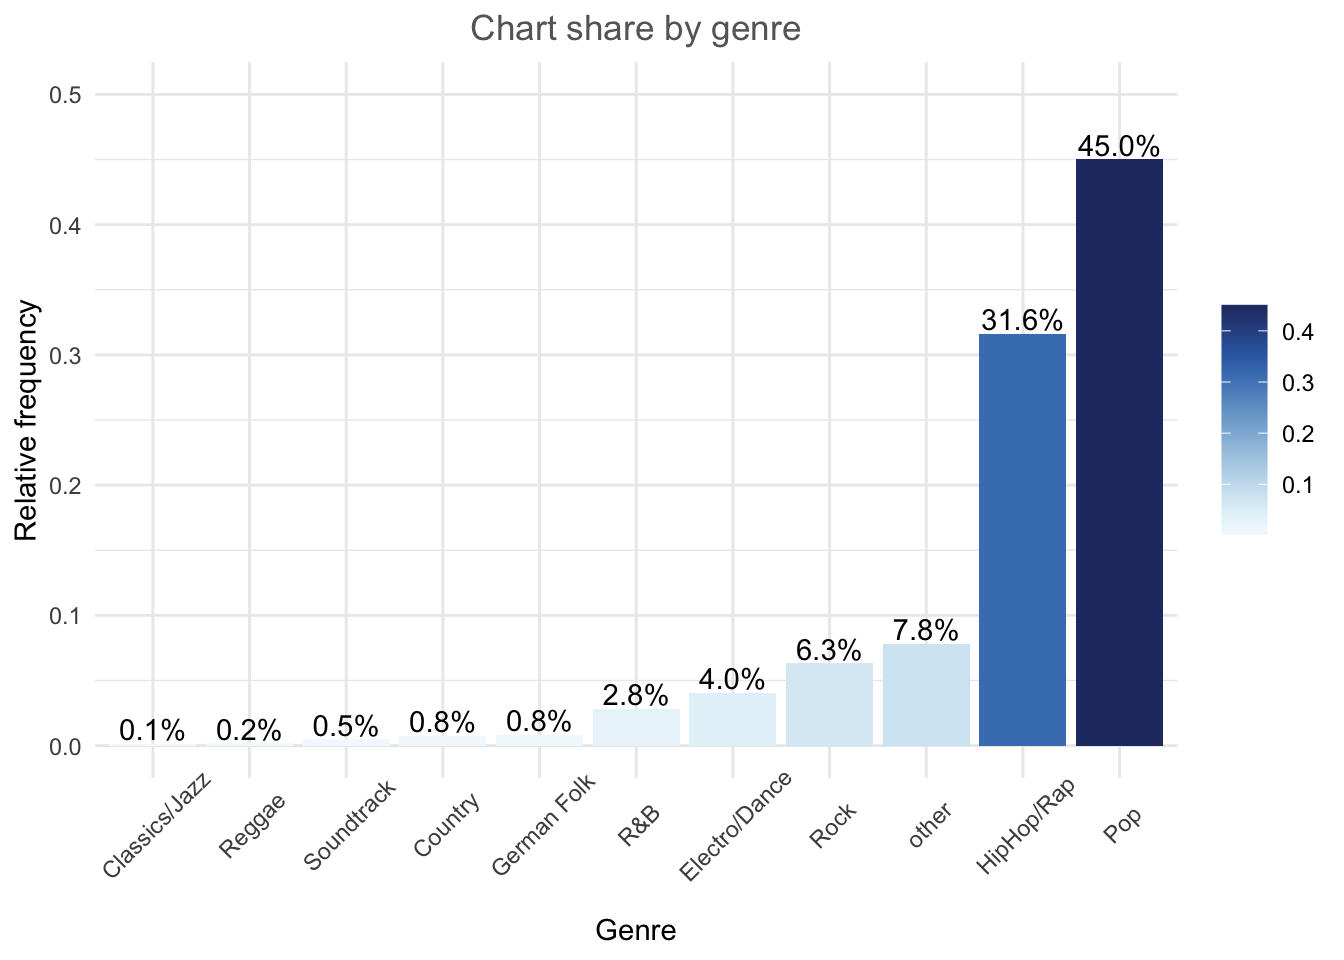 Chart share by genre
Relative frequency
0.5
0.4
0.3
0.2
0.1
0.0
0.1%
0.2%
0.5%
0.8%
0.8%
2.8%
4.0%
6.3%
7.8%
31.6%
45.0%
Classics/Jazz
Reggae
Soundtrack
Country
German Folk
R&B
Electro/Dance
Rock
other
HipHop/Rap
Pop
Genre
0.4
0.3
0.2
0.1